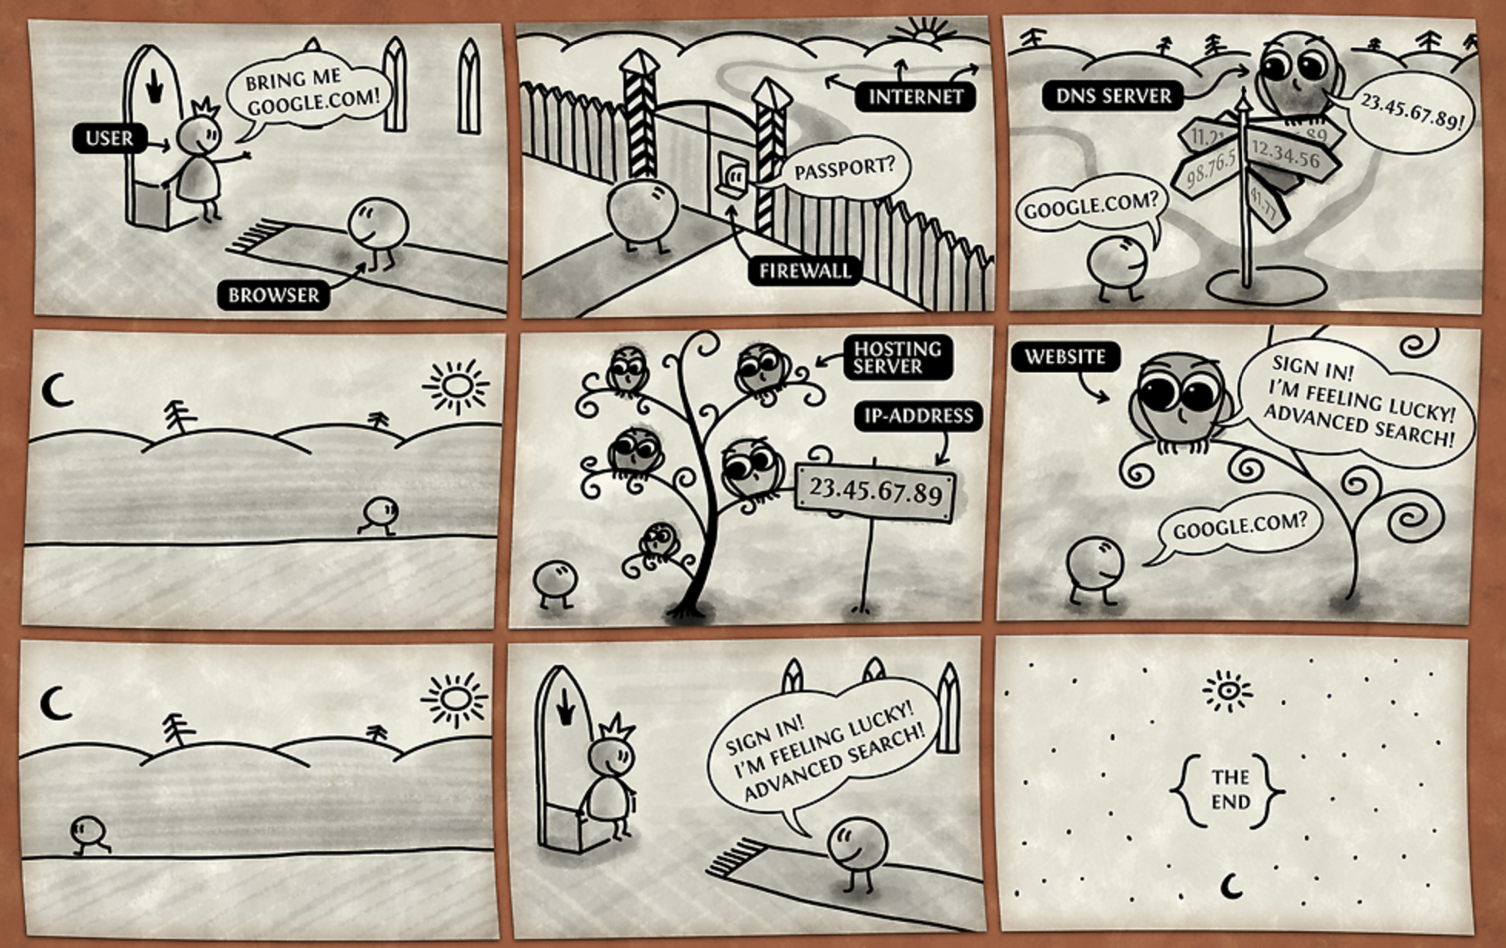 BRING ME
GOOGLE.COM!
USER
BROWSER
INTERNET
PASSPORT?
FIREWALL
DNS SERVER
23.45.67.89!
12.34.56
98.76.5
41.77
GOOGLE.COM?
HOSTING
SERVER
IP-ADDRESS
23.45.67.89
WEBSITE
SIGN IN!
I'M FEELING LUCKY!
ADVANCED SEARCH!
GOOGLE.COM?
SIGN IN!
I'M FEELING LUCKY!
ADVANCED SEARCH!
THE
END